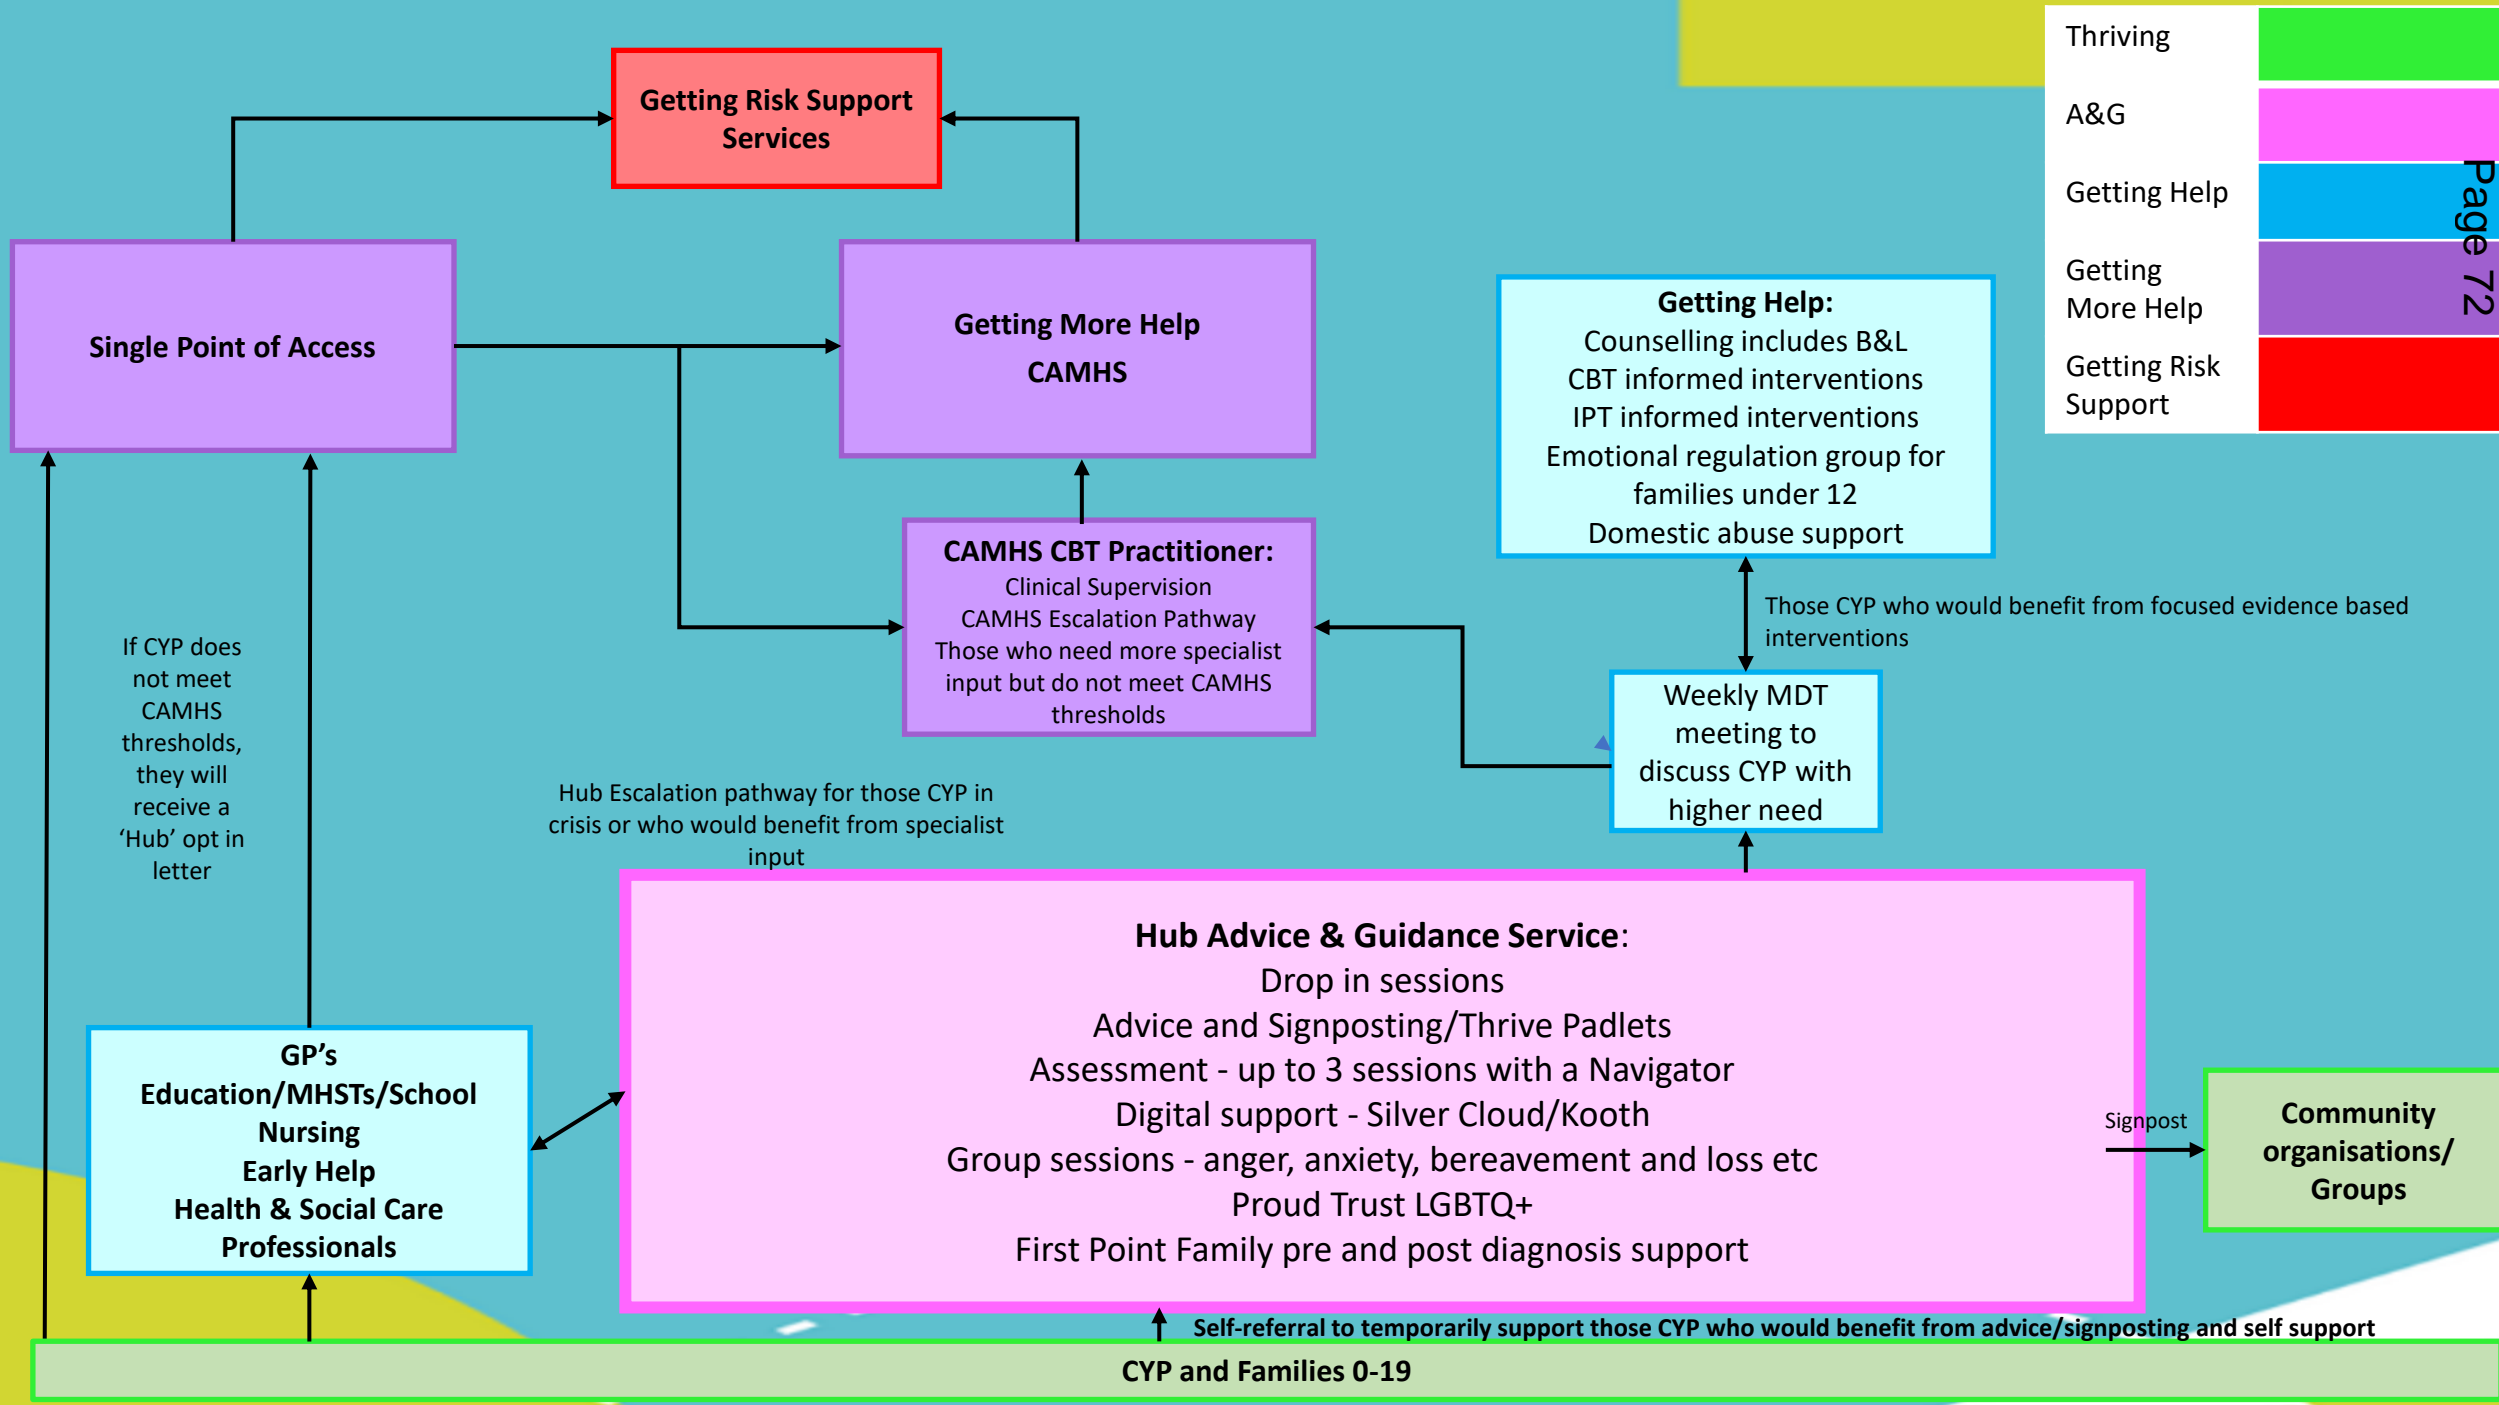 Thriving
A&G
Getting Help
Getting
More Help
Getting Risk
Support
Page 72
Getting Risk Support
Services
Single Point of Access
Getting More Help
CAMHS
Getting Help:
Counselling includes B&L
CBT informed interventions
IPT informed interventions
Emotional regulation group for
families under 12
Domestic abuse support
CAMHS CBT Practitioner:
Clinical Supervision
CAMHS Escalation Pathway
Those who need more specialist
input but do not meet CAMHS
thresholds
Those CYP who would benefit from focused evidence based
interventions
If CYP does
not meet
CAMHS
thresholds,
they will
receive a
‘Hub’ opt in
letter
Weekly MDT
meeting to
discuss CYP with
higher need
Hub Escalation pathway for those CYP in
crisis or who would benefit from specialist
input
Hub Advice & Guidance Service:
Drop in sessions
Advice and Signposting/Thrive Padlets
Assessment - up to 3 sessions with a Navigator
Digital support - Silver Cloud/Kooth
Group sessions - anger, anxiety, bereavement and loss etc
Proud Trust LGBTQ+
First Point Family pre and post diagnosis support
GP’s
Education/MHSTs/School
Nursing
Early Help
Health & Social Care
Professionals
Signpost
Community
organisations/
Groups
Self-referral to temporarily support those CYP who would benefit from advice/signposting and self support
CYP and Families 0-19